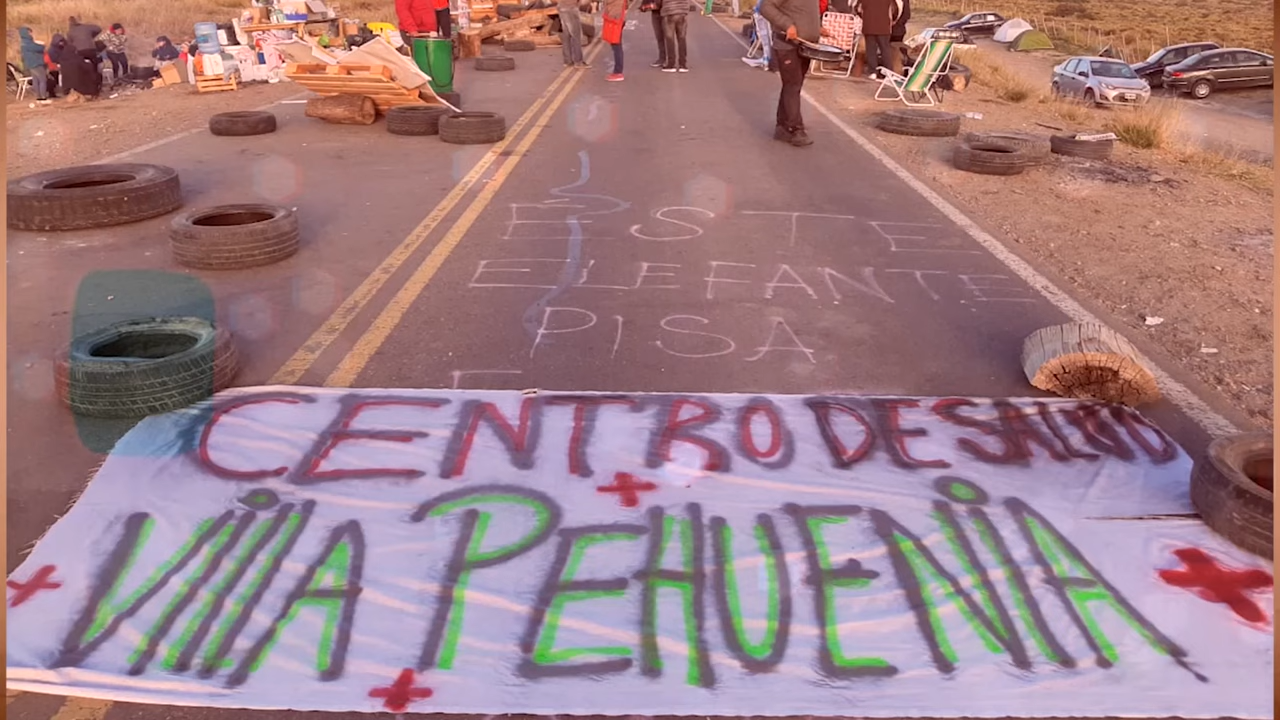 ESTE
ELEFANTE
PISA
F
CENTRO DE SALUD
VillA PEHUENiA